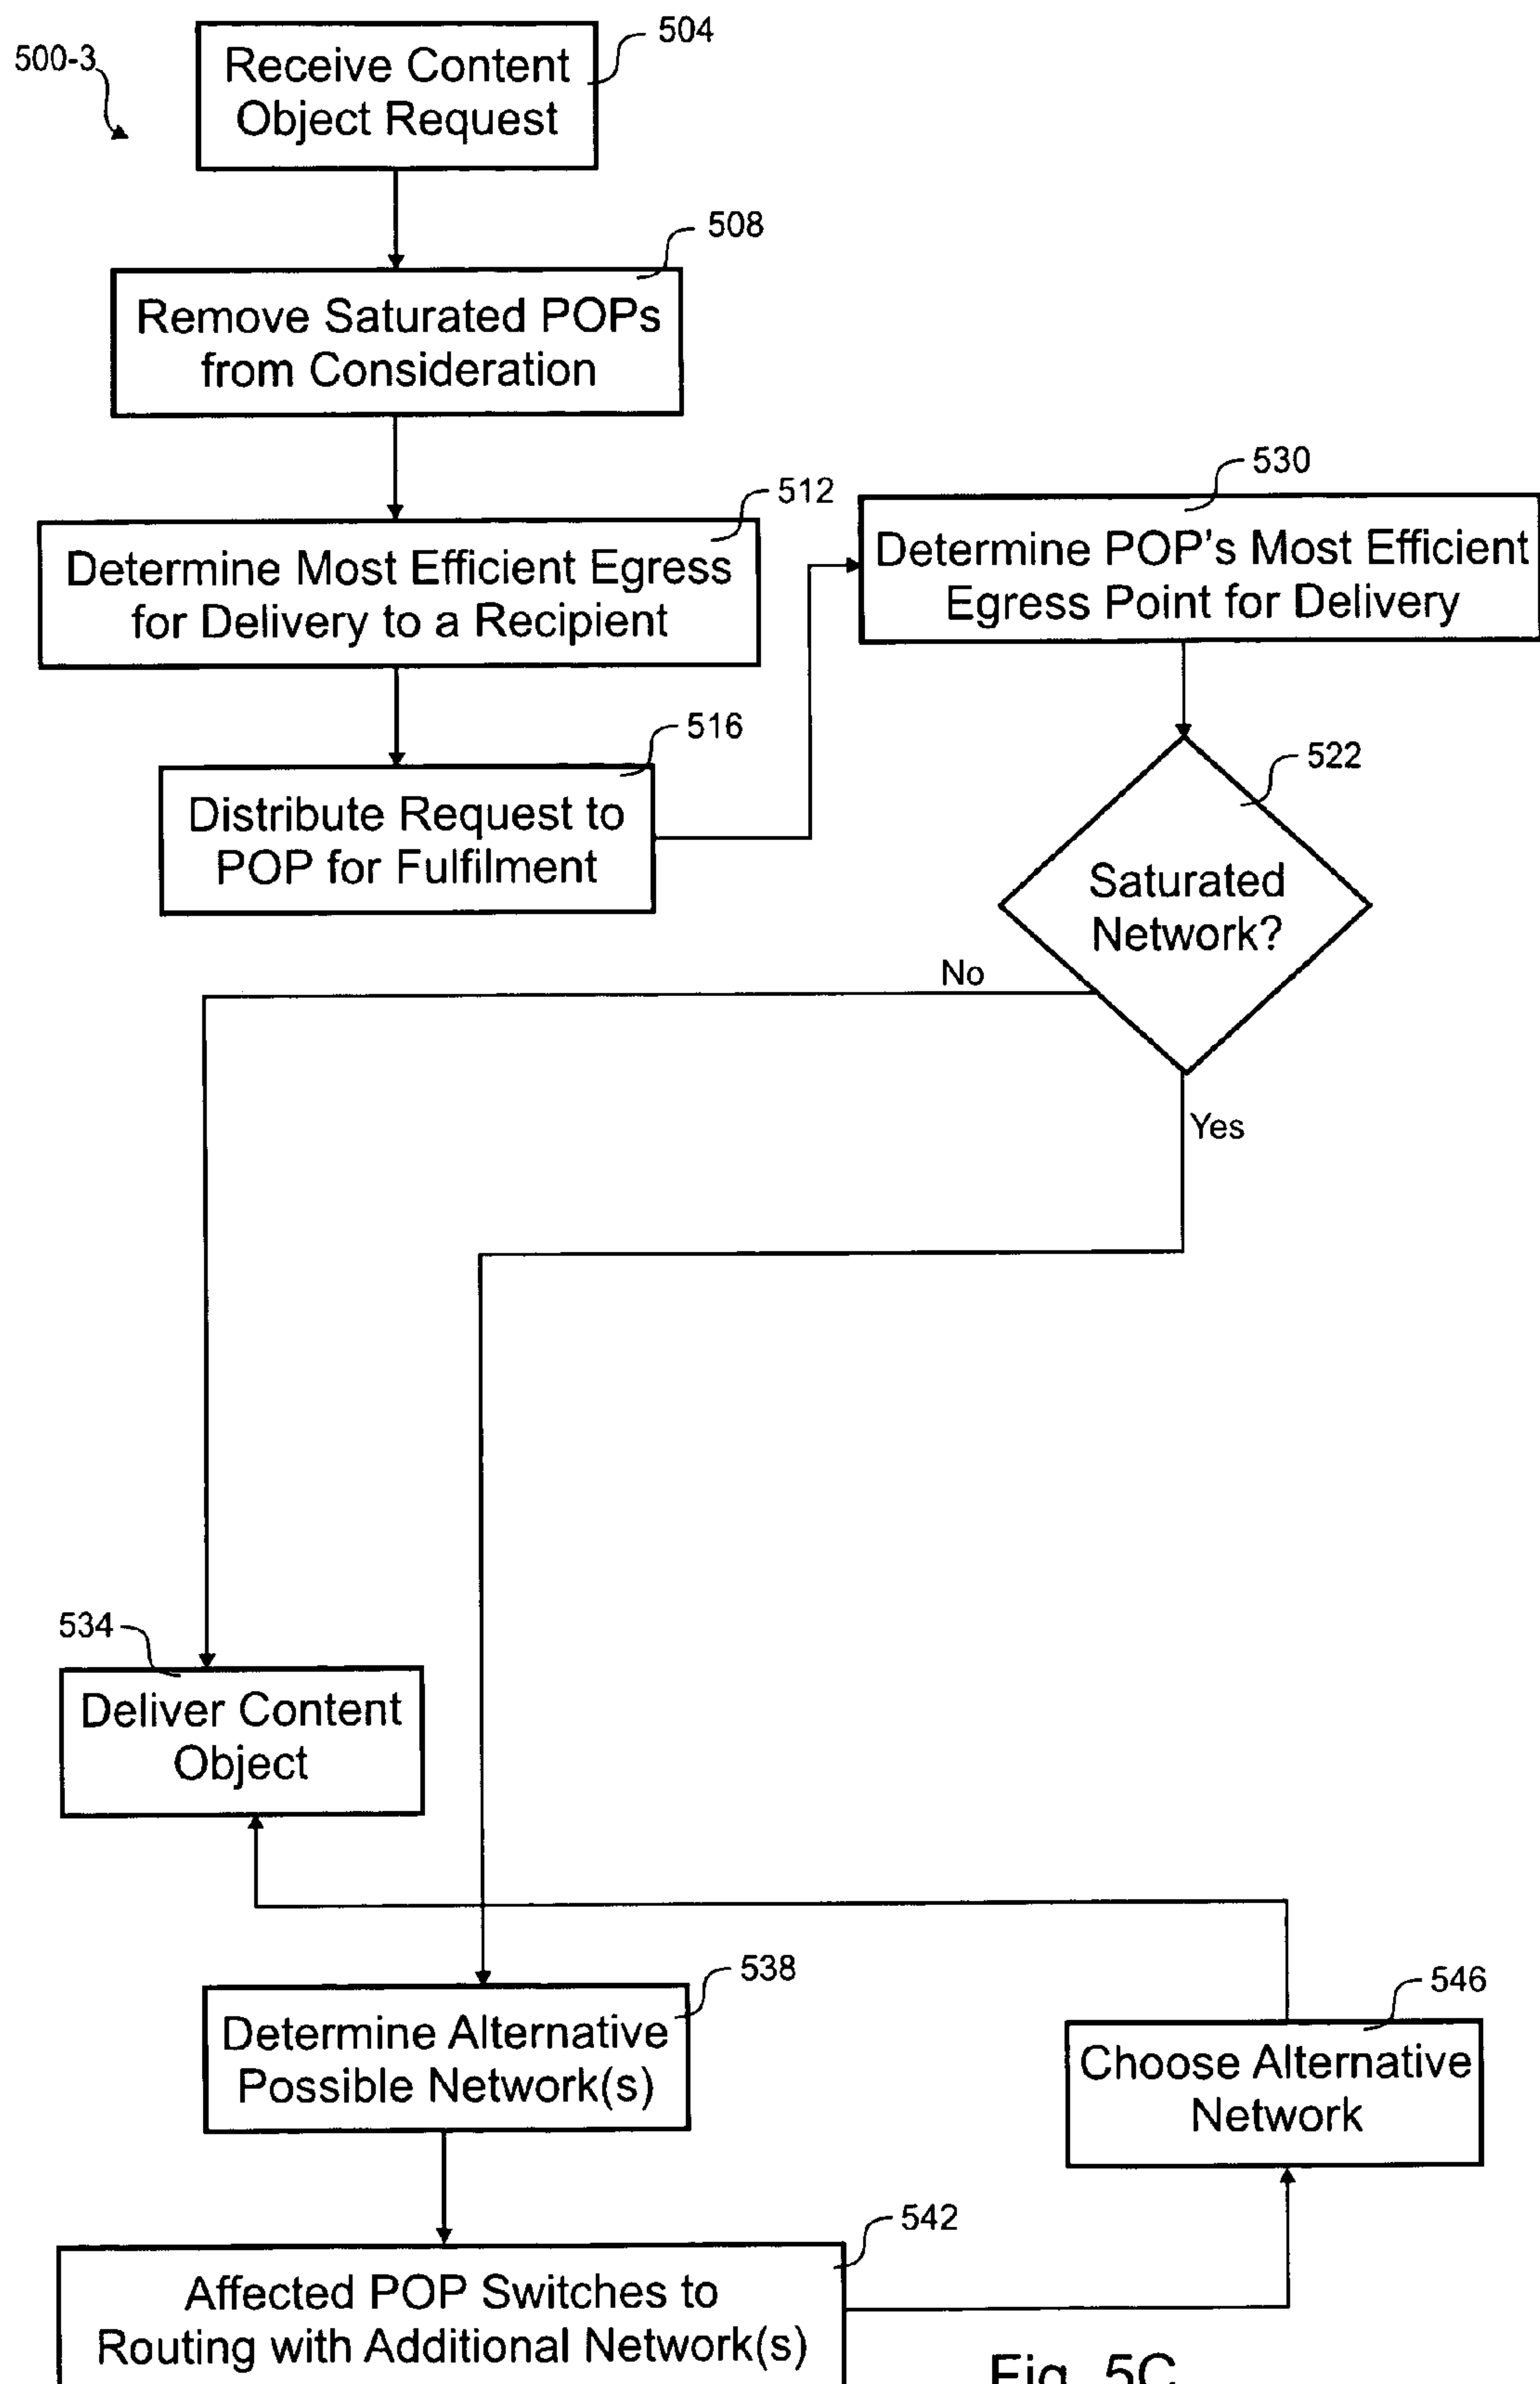 500-3
504
Receive Content
Object Request
508
Remove Saturated POPs
from Consideration
512
Determine Most Efficient Egress
for Delivery to a Recipient
516
Distribute Request to
POP for Fulfilment
530
Determine POP's Most Efficient
Egress Point for Delivery
522
Saturated
Network?
No
Yes
534
Deliver Content
Object
538
Determine Alternative
Possible Network(s)
542
Affected POP Switches to
Routing with Additional Network(s)
546
Choose Alternative
Network
Fig. 5C